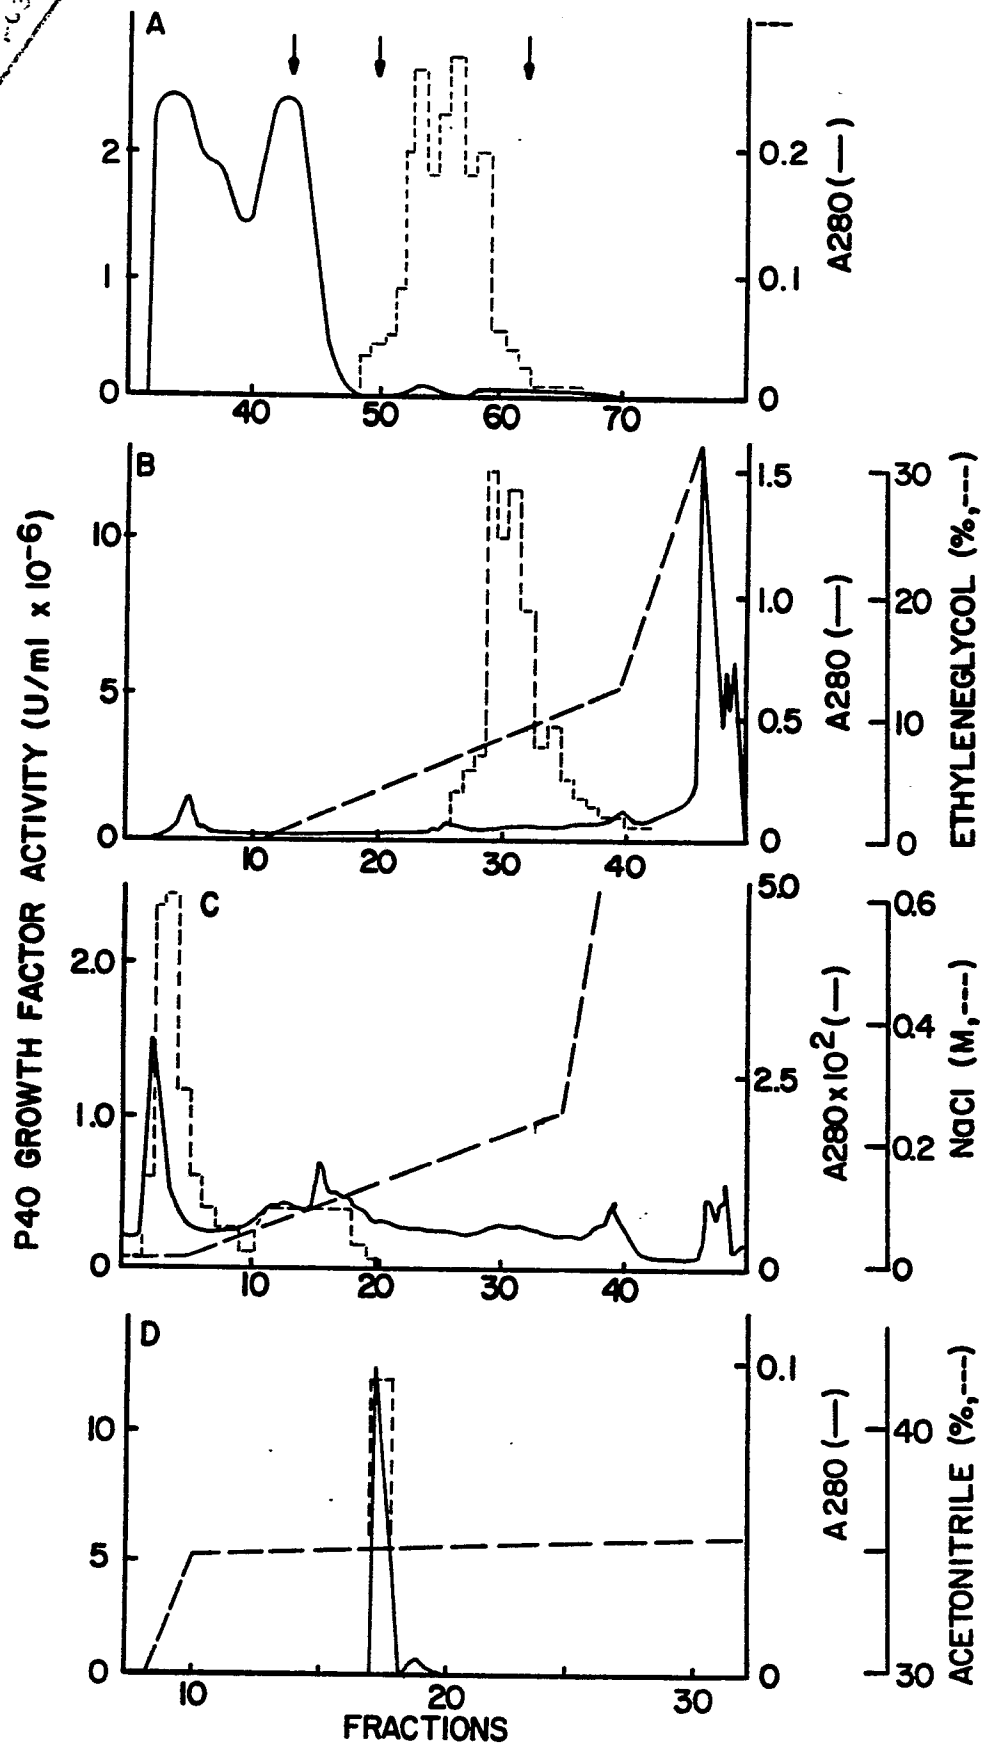 A
2
1
0
40 50 60 70
0.2
0.1
0
A280 (—)
B
10
5
0
10 20 30 40
1.5
1.0
0.5
0
A280 (—)
30
20
10
0
ETHYLENEGLYCOL (%,---)
P40 GROWTH FACTOR ACTIVITY (U/ml x 10-6)
C
2.0
1.0
0
10 20 30 40
5.0
2.5
0
A280x10² (—)
0.6
0.4
0.2
0
NaCl (M,---)
D
10
5
0
10 20 30
0.1
0
A280 (—)
40
30
ACETONITRILE (%,---)
FRACTIONS